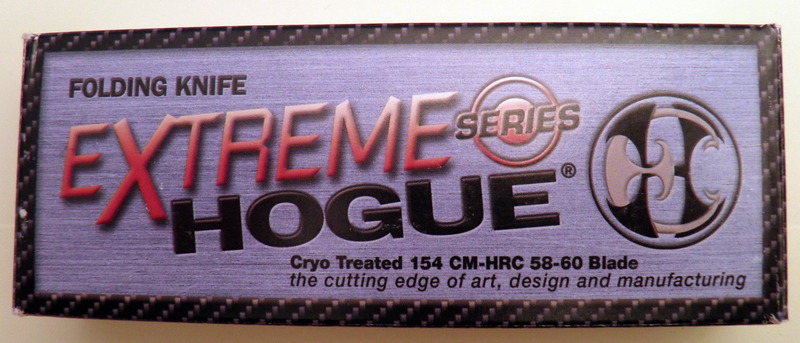 FOLDING KNIFE
EXTREME SERIES
HOGUE®
Cryo Treated 154 CM-HRC 58-60 Blade
the cutting edge of art, design and manufacturing